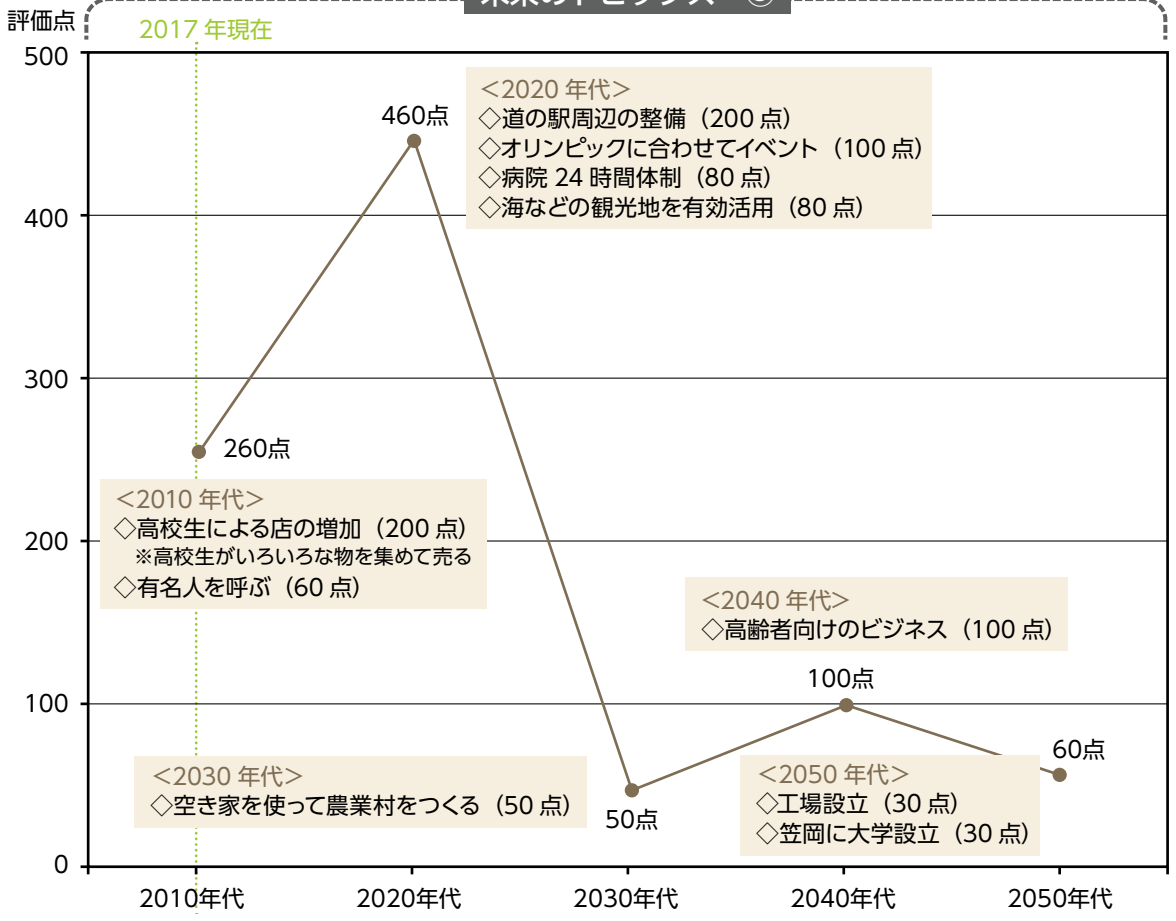 評価点
2017 年現在
500
400
300
200
100
0
460点
＜2020 年代＞
◇道の駅周辺の整備（200 点）
◇オリンピックに合わせてイベント（100 点）
◇病院 24 時間体制（80 点）
◇海などの観光地を有効活用（80 点）
260点
＜2010 年代＞
◇高校生による店の増加（200 点）
※高校生がいろいろな物を集めて売る
◇有名人を呼ぶ（60 点）
＜2040 年代＞
◇高齢者向けのビジネス（100 点）
100点
＜2030 年代＞
◇空き家を使って農業村をつくる（50 点）
50点
＜2050 年代＞
◇工場設立（30 点）
◇笠岡に大学設立（30 点）
60点
2010年代
2020年代
2030年代
2040年代
2050年代